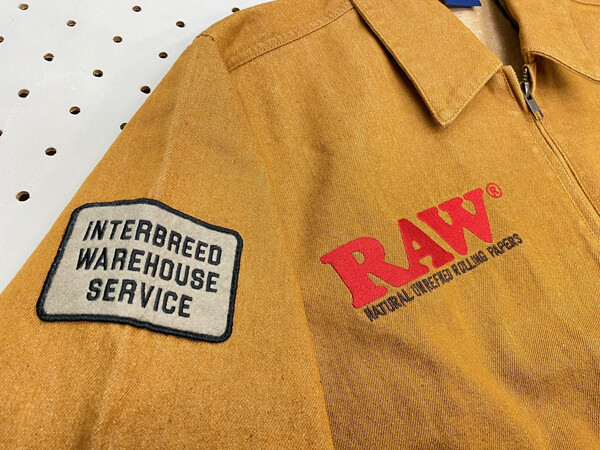 INTERBREED
WAREHOUSE
SERVICE
RAW®
NATURAL UNREFINED ROLLING PAPERS